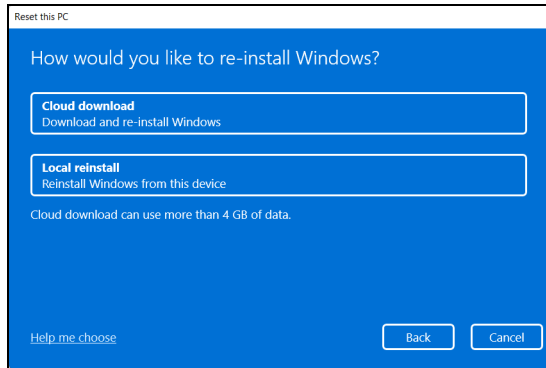 Reset this PC
How would you like to re-install Windows?
Cloud download
Download and re-install Windows
Local reinstall
Reinstall Windows from this device
Cloud download can use more than 4 GB of data.
Help me choose
Back
Cancel